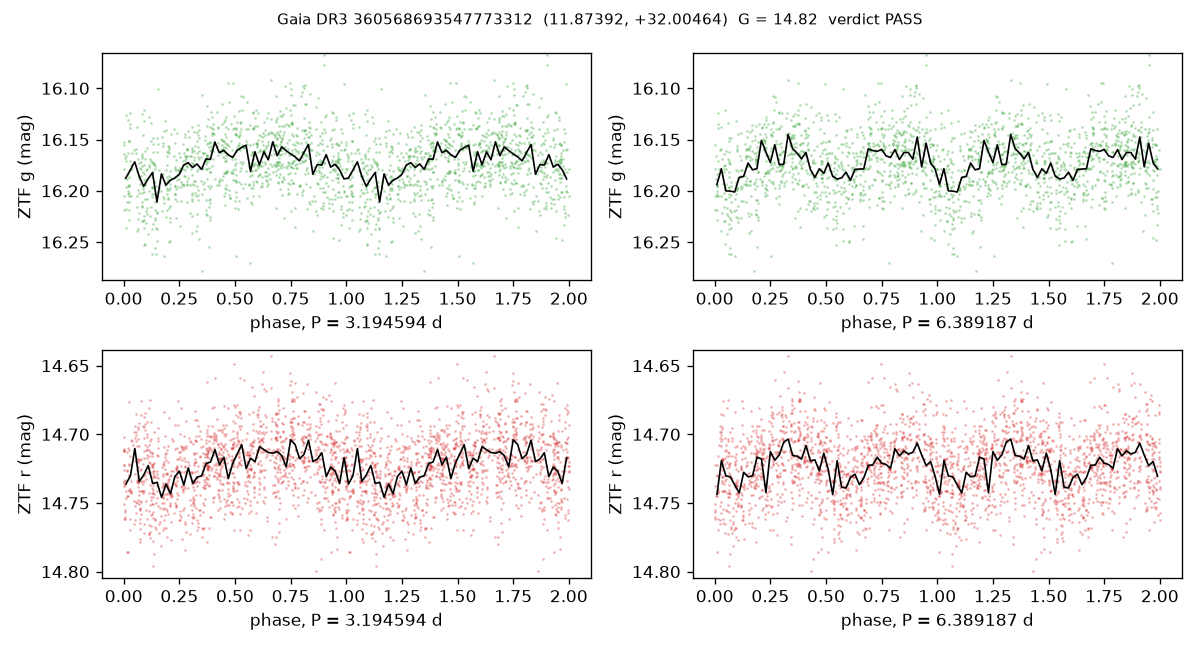 Gaia DR3 360568693547773312 (11.87392, +32.00464) G = 14.82 verdict PASS
ZTF g (mag)
16.10
16.15
16.20
16.25
0.00 0.25 0.50 0.75 1.00 1.25 1.50 1.75 2.00
phase, P = 3.194594 d
ZTF g (mag)
16.10
16.15
16.20
16.25
0.00 0.25 0.50 0.75 1.00 1.25 1.50 1.75 2.00
phase, P = 6.389187 d
ZTF r (mag)
14.65
14.70
14.75
14.80
0.00 0.25 0.50 0.75 1.00 1.25 1.50 1.75 2.00
phase, P = 3.194594 d
ZTF r (mag)
14.65
14.70
14.75
14.80
0.00 0.25 0.50 0.75 1.00 1.25 1.50 1.75 2.00
phase, P = 6.389187 d